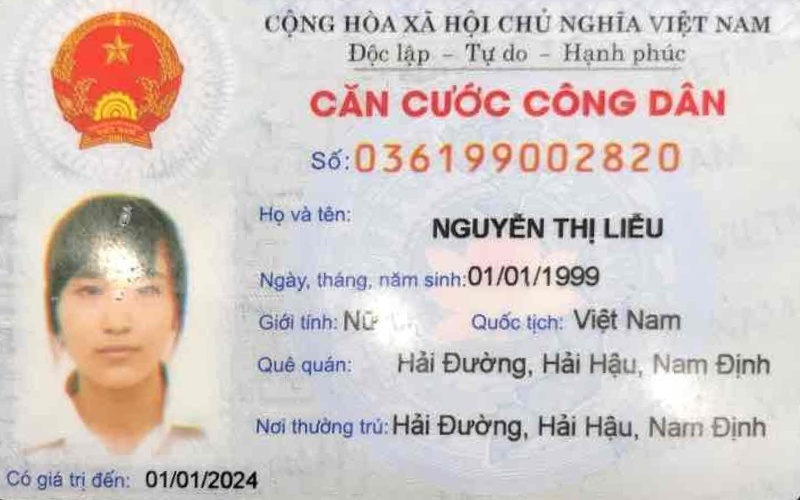 CỘNG HÒA XÃ HỘI CHỦ NGHĨA VIỆT NAM
Độc lập – Tự do – Hạnh phúc
CĂN CƯỚC CÔNG DÂN
Số: 036199002820
Họ và tên: NGUYỄN THỊ LIỄU
Ngày, tháng, năm sinh: 01/01/1999
Giới tính: Nữ Quốc tịch: Việt Nam
Quê quán: Hải Đường, Hải Hậu, Nam Định
Nơi thường trú: Hải Đường, Hải Hậu, Nam Định
Có giá trị đến: 01/01/2024